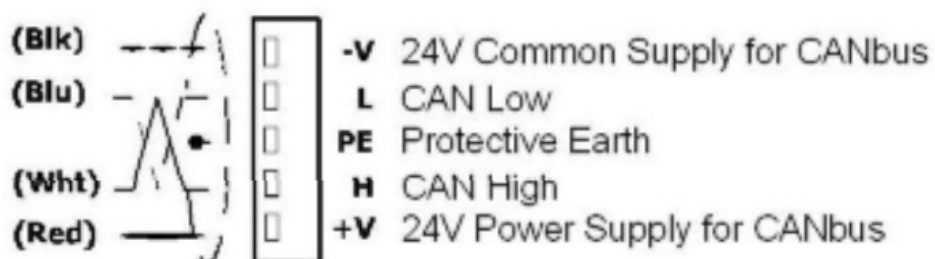 (Blk) -V 24V Common Supply for CANbus
(Blu) L CAN Low
PE Protective Earth
(Wht) H CAN High
(Red) +V 24V Power Supply for CANbus